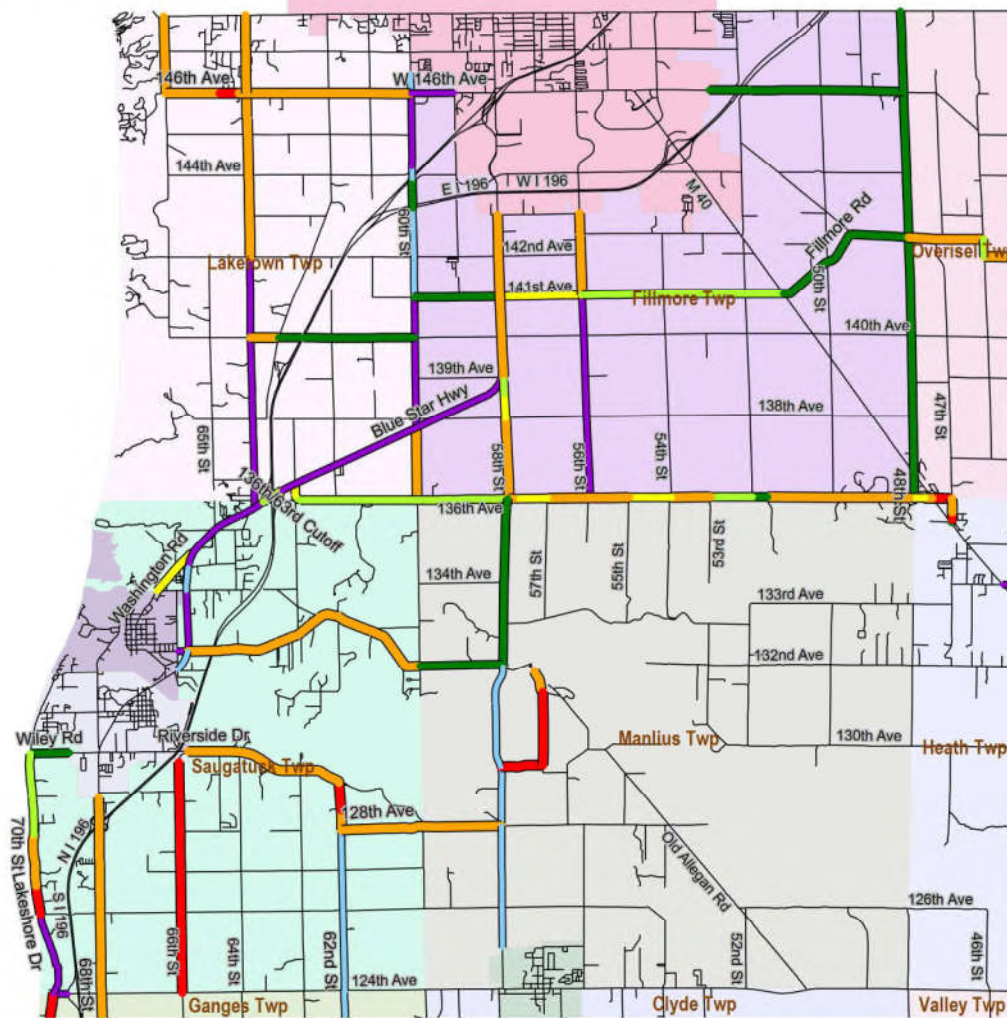 146th Ave
W 146th Ave
144th Ave
E I 196
W I 196
M 40
60th St
142nd Ave
Fillmore Rd
Laketown Twp
Overisel Tw
50th St
141st Ave
Fillmore Twp
140th Ave
139th Ave
Blue Star Hwy
138th Ave
47th St
65th St
58th St
56th St
54th St
136th/63rd Cutoff
136th Ave
48th St
Washington Rd
134th Ave
57th St
55th St
53rd St
133rd Ave
132nd Ave
Wiley Rd
Riverside Dr
Manlius Twp
130th Ave
Heath Twp
Saugatuck Twp
128th Ave
N I 196
70th St
Lakeshore Dr
S I 196
Old Allegan Rd
126th Ave
68th St
66th St
64th St
62nd St
52nd St
46th St
124th Ave
Ganges Twp
Clyde Twp
Valley Twp